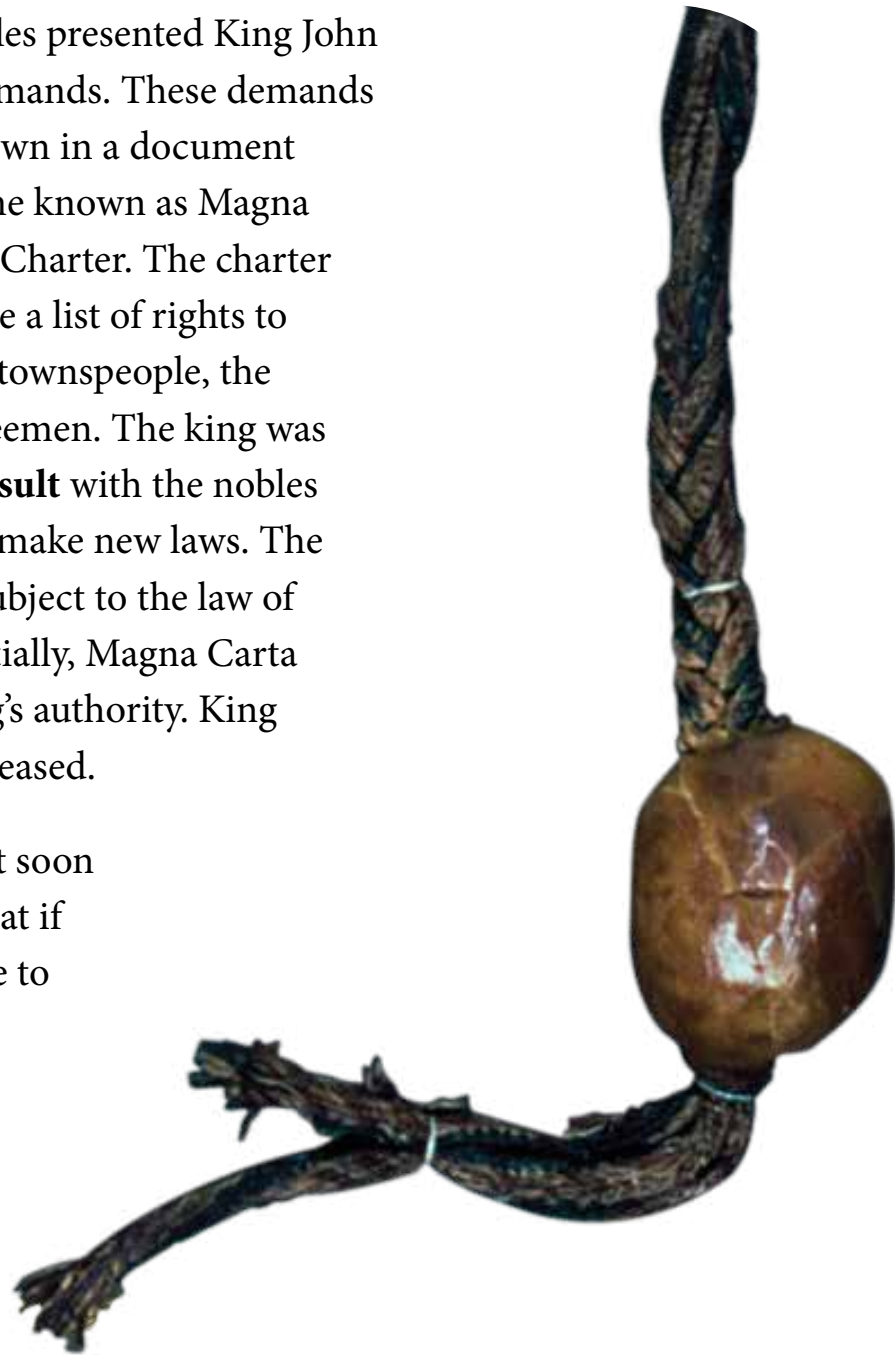 les presented King John
mands. These demands
wn in a document
ne known as Magna
Charter. The charter
e a list of rights to
townspeople, the
eemen. The king was
sult with the nobles
make new laws. The
ubject to the law of
ially, Magna Carta
g’s authority. King
eased.
t soon
at if
e to